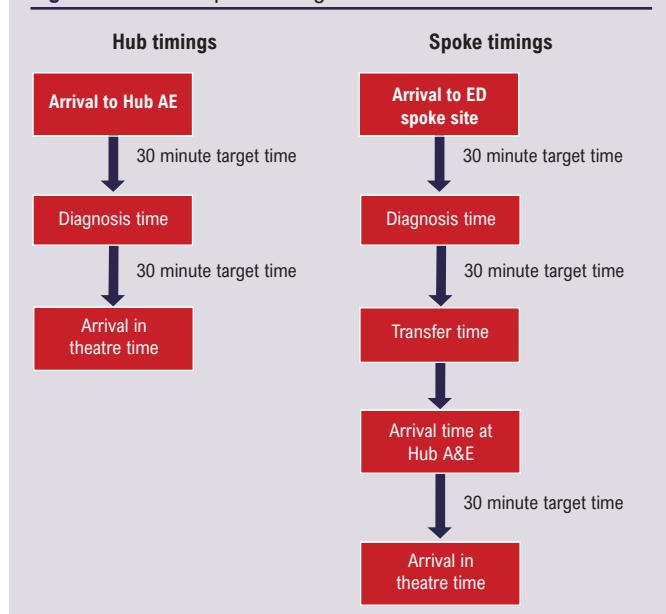 Hub timings
Arrival to Hub AE
30 minute target time
Diagnosis time
30 minute target time
Arrival in
theatre time
Spoke timings
Arrival to ED
spoke site
30 minute target time
Diagnosis time
30 minute target time
Transfer time
Arrival time at
Hub A&E
30 minute target time
Arrival in
theatre time